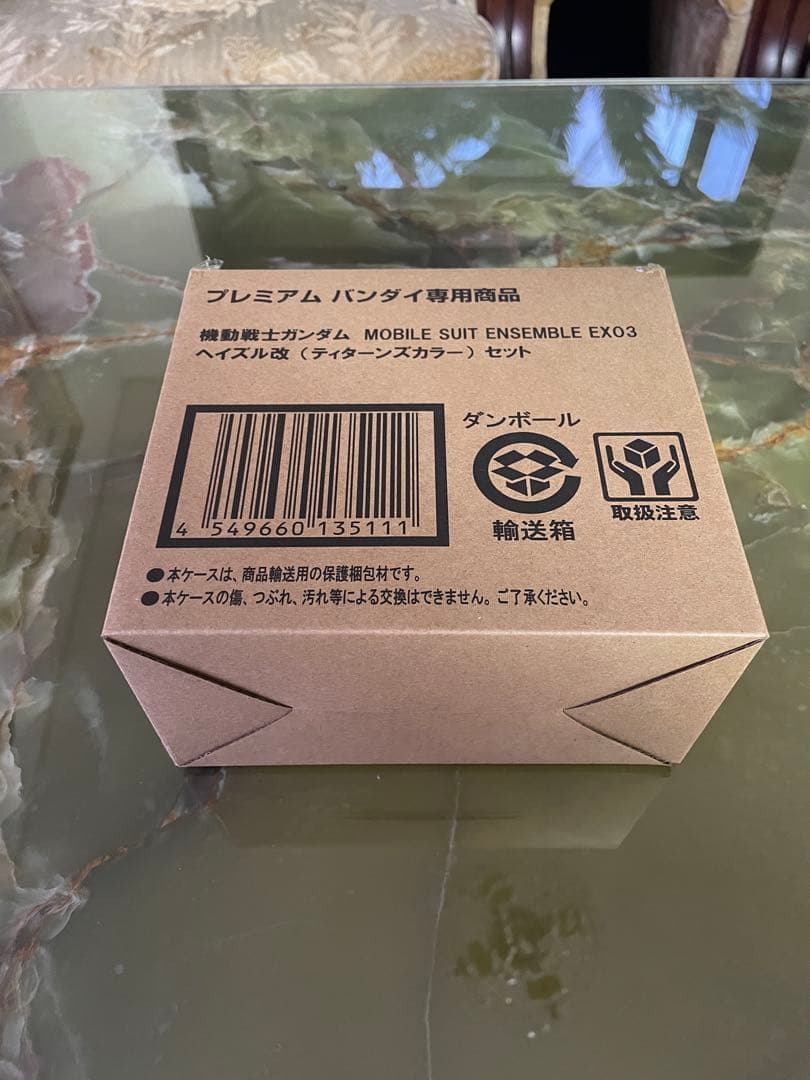 プレミアム バンダイ専用商品
機動戦士ガンダム MOBILE SUIT ENSEMBLE EX03
ヘイズル改（ティターンズカラー）セット
ダンボール
輸送箱
取扱注意
4 549660 135111
●本ケースは、商品輸送用の保護梱包材です。
●本ケースの傷、つぶれ、汚れ等による交換はできません。ご了承ください。